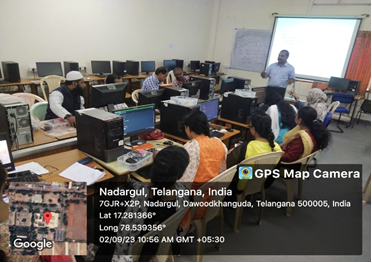 GPS Map Camera
Nadargul, Telangana, India
7GJR+X2P, Nadargul, Dawoodkhanguda, Telangana 500005, India
Lat 17.281366°
Long 78.539356°
02/09/23 10:56 AM GMT +05:30
Google